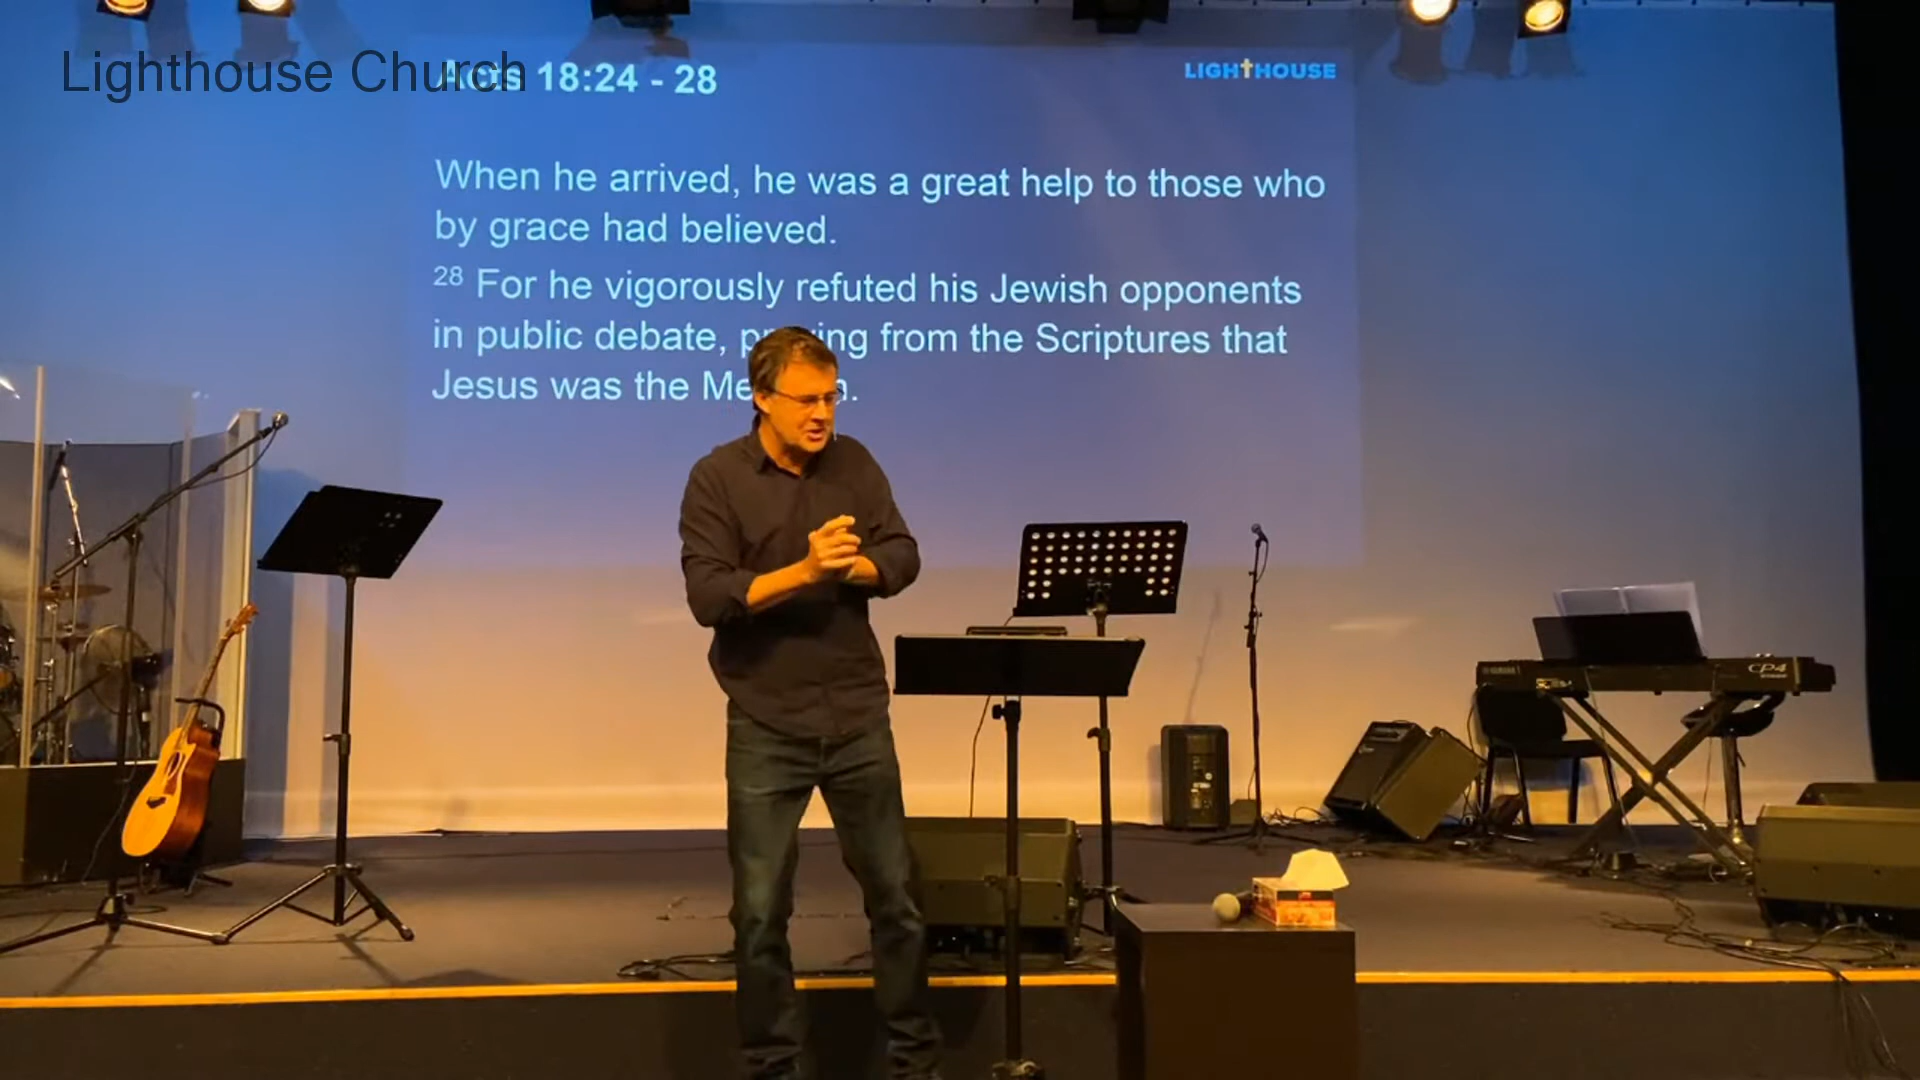 Lighthouse Church
Acts 18:24 - 28
LIGHTHOUSE
When he arrived, he was a great help to those who
by grace had believed.
28 For he vigorously refuted his Jewish opponents
in public debate, from the Scriptures that
Jesus was the
YAMAHA
CP4